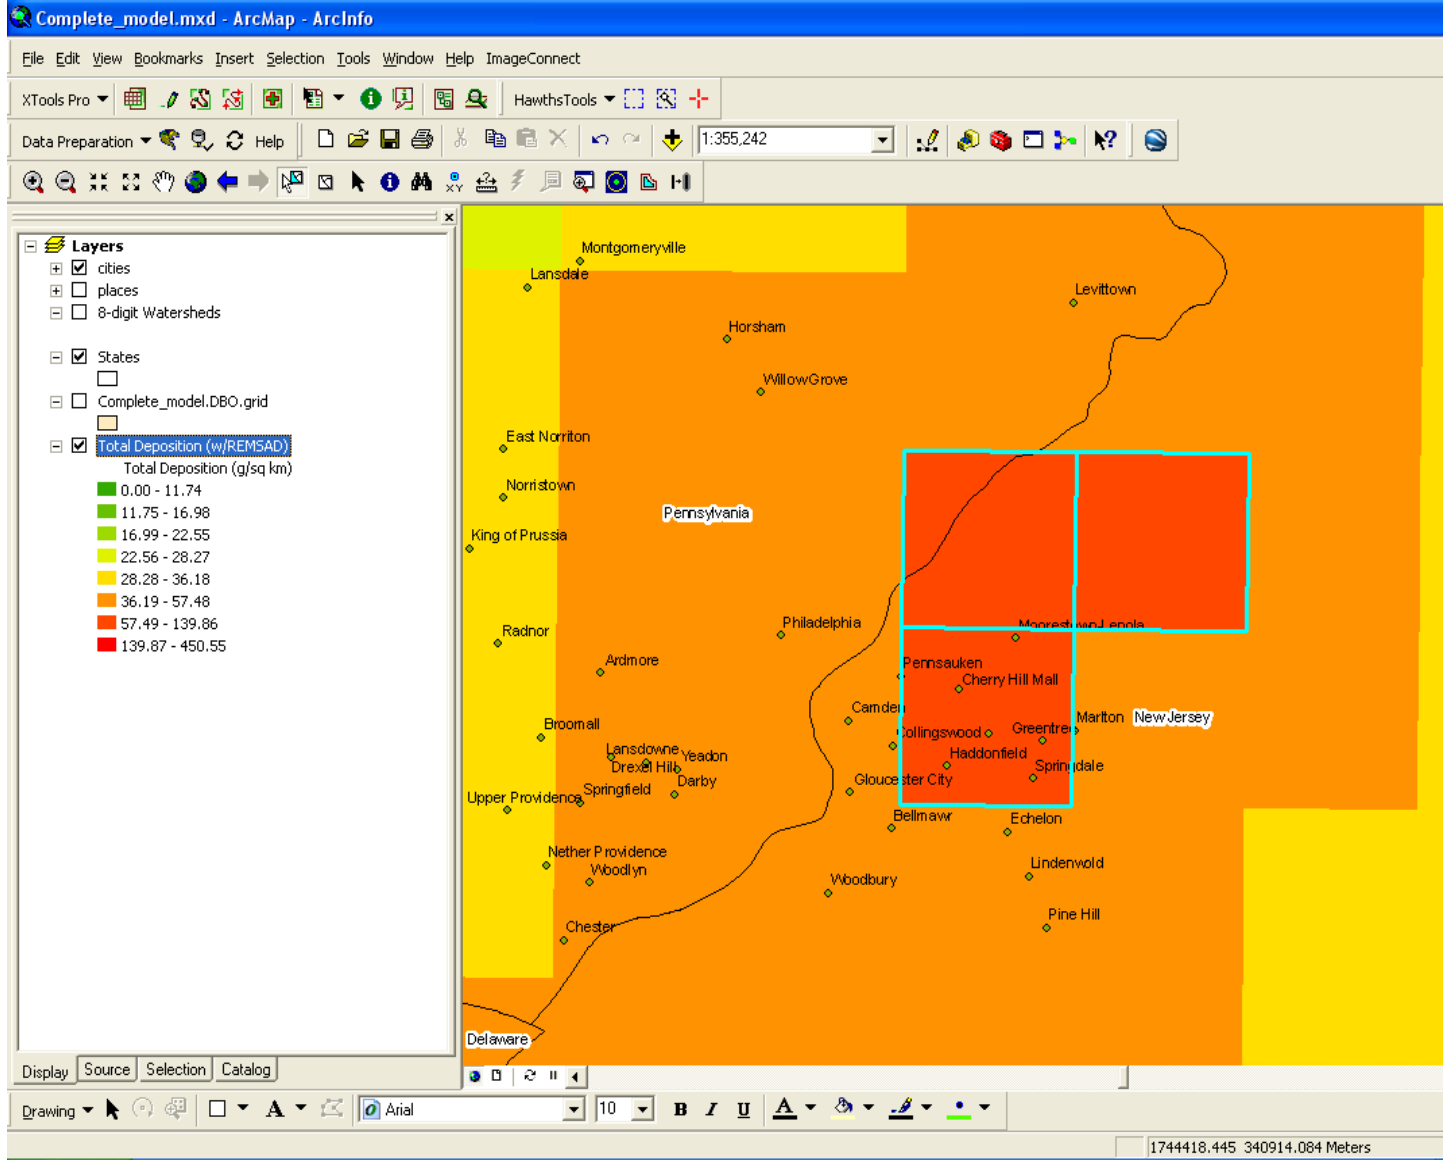 Complete_model.mxd - ArcMap - ArcInfo
File Edit View Bookmarks Insert Selection Tools Window Help ImageConnect
XTools Pro HawthsTools
Data Preparation Help 1:355,242
XY
Layers
cities
places
8-digit Watersheds
States
Complete_model.DBO.grid
Total Deposition (w/REMSAD)
Total Deposition (g/sq km)
0.00 - 11.74
11.75 - 16.98
16.99 - 22.55
22.56 - 28.27
28.28 - 36.18
36.19 - 57.48
57.49 - 139.86
139.87 - 450.55
Montgomeryville
Lansdale
Levittown
Horsham
WillowGrove
East Norriton
Norristown
Pennsylvania
King of Prussia
Philadelphia
Moorestown-Lenola
Radnor
Ardmore
Pennsauken
Cherry Hill Mall
Camden
Marlton New Jersey
Broomall
Collingswood
Greentree
Lansdowne
Yeadon
Haddonfield
Drexel Hill
Springdale
Darby
Gloucester City
Springfield
Upper Providence
Bellmawr
Echelon
Nether Providence
Woodlyn
Lindenwold
Woodbury
Pine Hill
Chester
Delaware
Display Source Selection Catalog
Drawing A Arial 10 B I U A
1744418.445 340914.084 Meters